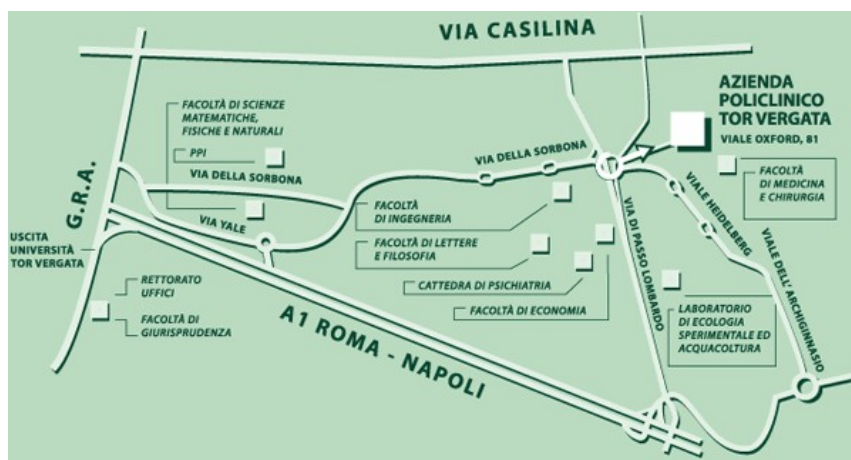 VIA CASILINA
AZIENDA
POLICLINICO
TOR VERGATA
VIALE OXFORD, 81
FACOLTÀ DI SCIENZE
MATEMATICHE,
FISICHE E NATURALI
PPI
VIA DELLA SORBONA
VIA DELLA SORBONA
FACOLTÀ
DI MEDICINA
E CHIRURGIA
G.R.A.
VIA YALE
FACOLTÀ
DI INGEGNERIA
VIALE HEIDELBERG
USCITA
UNIVERSITÀ
TOR VERGATA
FACOLTÀ DI LETTERE
E FILOSOFIA
VIA DI PASSO LOMBARDO
VIALE DELL' ARCHIGINNASIO
RETTORATO
UFFICI
CATTEDRA DI PSICHIATRIA
FACOLTÀ DI
GIURISPRUDENZA
FACOLTÀ DI ECONOMIA
LABORATORIO
DI ECOLOGIA
SPERIMENTALE ED
ACQUACOLTURA
A1 ROMA - NAPOLI